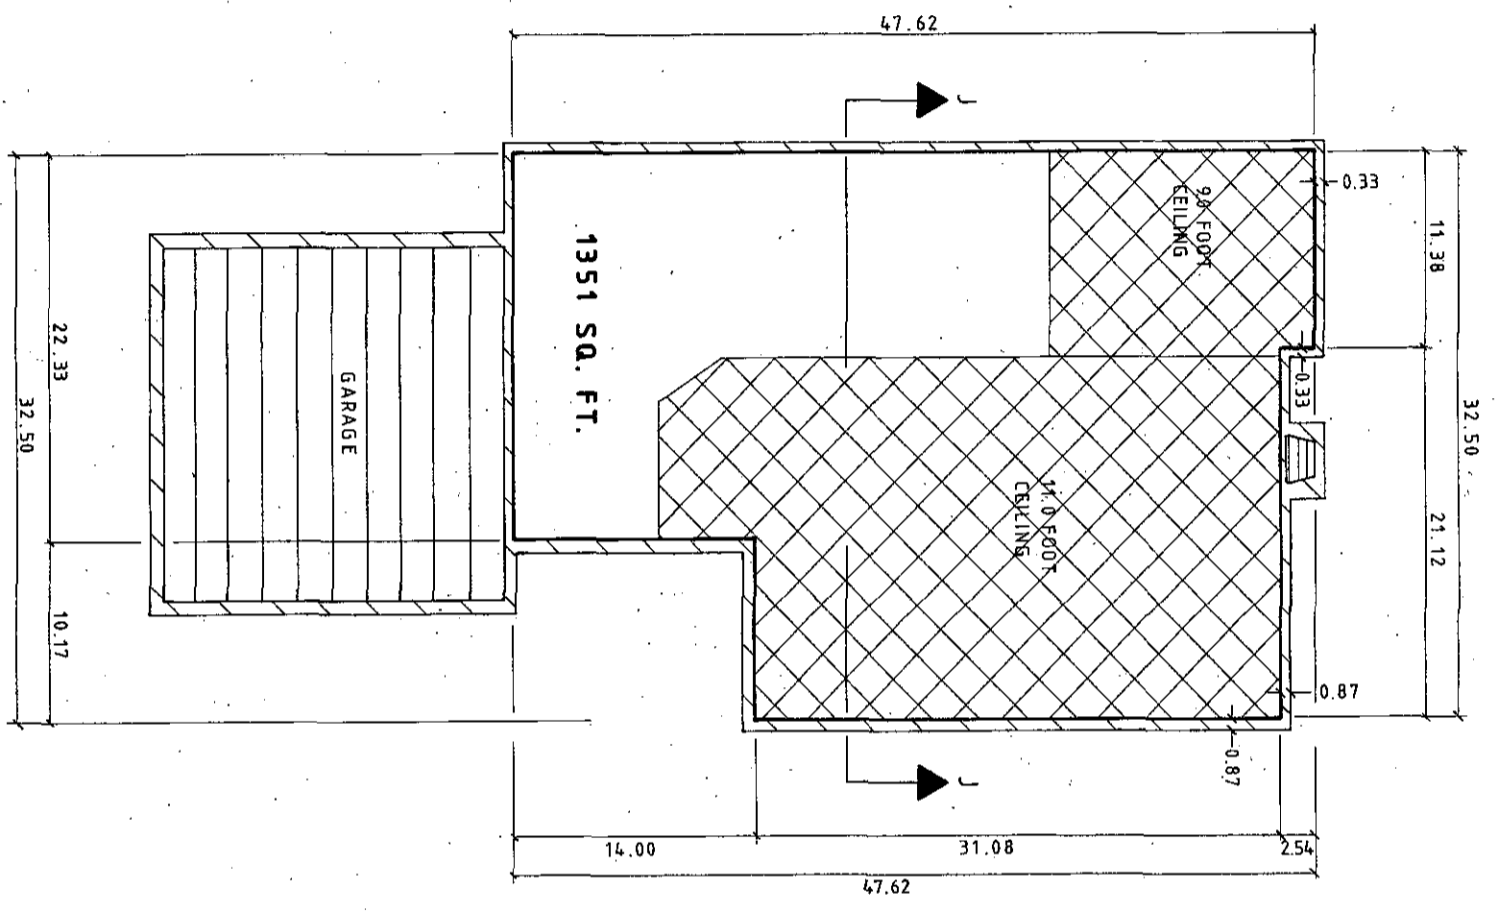 47.62
J
9.0 FOOT
CEILING
0.33
11.38
32.50
0.33
21.12
1351 SQ. FT.
11.0 FOOT
CEILING
GARAGE
22.33
32.50
10.17
0.87
0.87
J
14.00
31.08
2.54
47.62